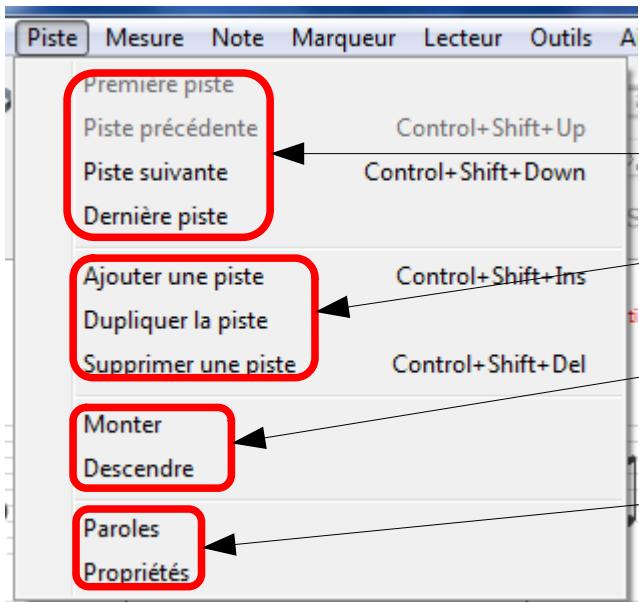 Piste Mesure Note Marqueur Lecteur Outils
Première piste
Piste précédente Control+Shift+Up
Piste suivante Control+Shift+Down
Dernière piste
Ajouter une piste Control+Shift+Ins
Dupliquer la piste
Supprimer une piste Control+Shift+Del
Monter
Descendre
Paroles
Propriétés